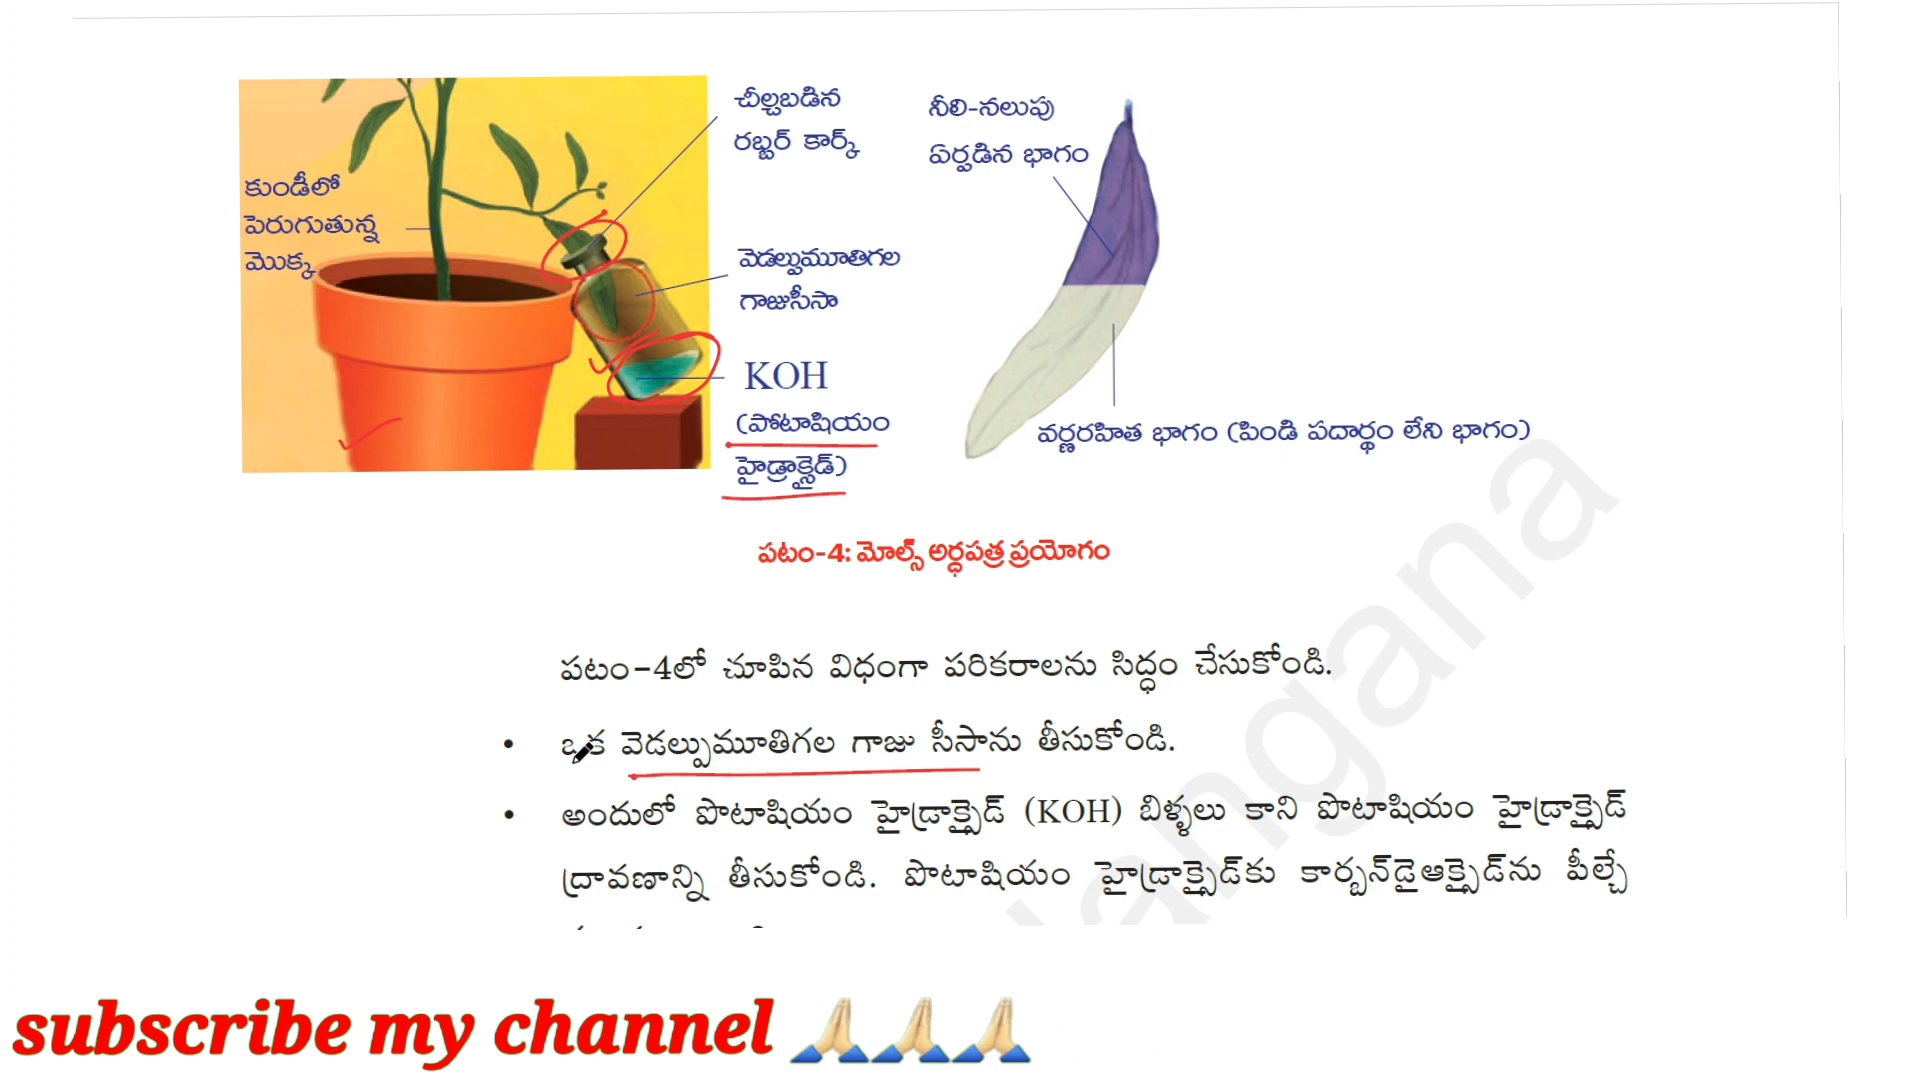 చీల్చబడిన
రబ్బర్ కార్క్
నీలి-నలుపు
ఏర్పడిన భాగం
కుండీలో
పెరుగుతున్న
మొక్క
వెడల్పుమూతిగల
గాజుసీసా
KOH
(పోటాషియం
హైడ్రాక్సైడ్)
వర్ణరహిత భాగం (పిండి పదార్థం లేని భాగం)
పటం-4: మోల్స్ అర్ధపత్ర ప్రయోగం
పటం-4లో చూపిన విధంగా పరికరాలను సిద్ధం చేసుకోండి.
• ఒక వెడల్పుమూతిగల గాజు సీసాను తీసుకోండి.
• అందులో పొటాషియం హైడ్రాక్సైడ్ (KOH) బిళ్ళలు కాని పొటాషియం హైడ్రాక్సైడ్
ద్రావణాన్ని తీసుకోండి. పొటాషియం హైడ్రాక్సైడ్‌కు కార్బన్‌డైఆక్సైడ్‌ను పీల్చే
angana
subscribe my channel 🙏🏻🙏🏻🙏🏻